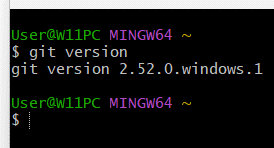 User@W11PC MINGW64 ~
$ git version
git version 2.52.0.windows.1
User@W11PC MINGW64 ~
$